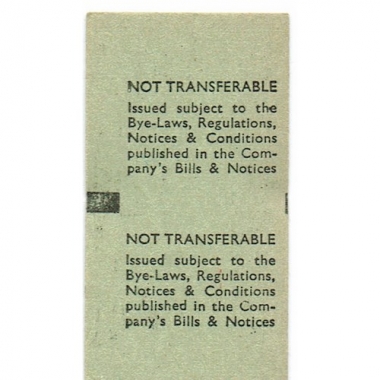 NOT TRANSFERABLE
Issued subject to the
Bye-Laws, Regulations,
Notices & Conditions
published in the Com-
pany's Bills & Notices
NOT TRANSFERABLE
Issued subject to the
Bye-Laws, Regulations,
Notices & Conditions
published in the Com-
pany's Bills & Notices